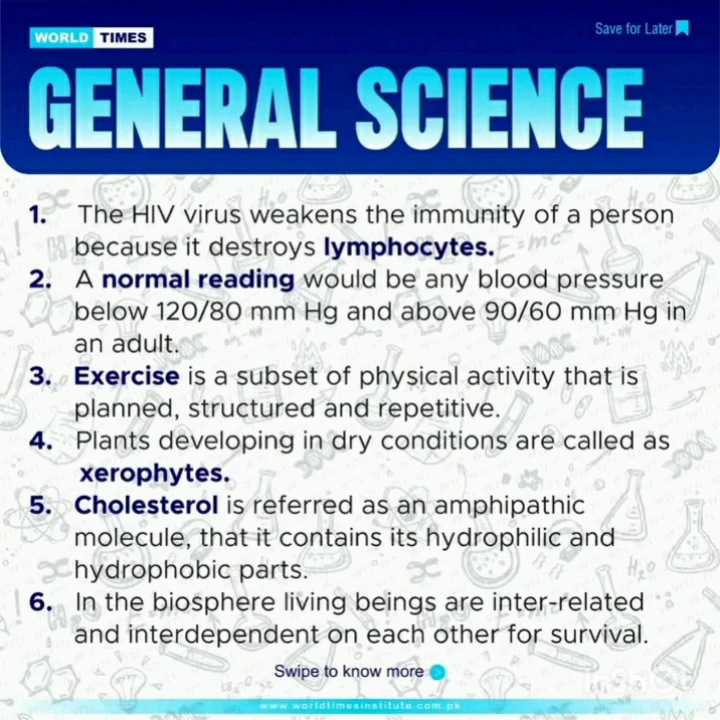 WORLD TIMES
Save for Later
GENERAL SCIENCE
1. The HIV virus weakens the immunity of a person
because it destroys lymphocytes.
2. A normal reading would be any blood pressure
below 120/80 mm Hg and above 90/60 mm Hg in
an adult.
3. Exercise is a subset of physical activity that is
planned, structured and repetitive.
4. Plants developing in dry conditions are called as
xerophytes.
5. Cholesterol is referred as an amphipathic
molecule, that it contains its hydrophilic and
hydrophobic parts.
6. In the biosphere living beings are inter-related
and interdependent on each other for survival.
Swipe to know more
www.worldtimesinstitute.com.pk